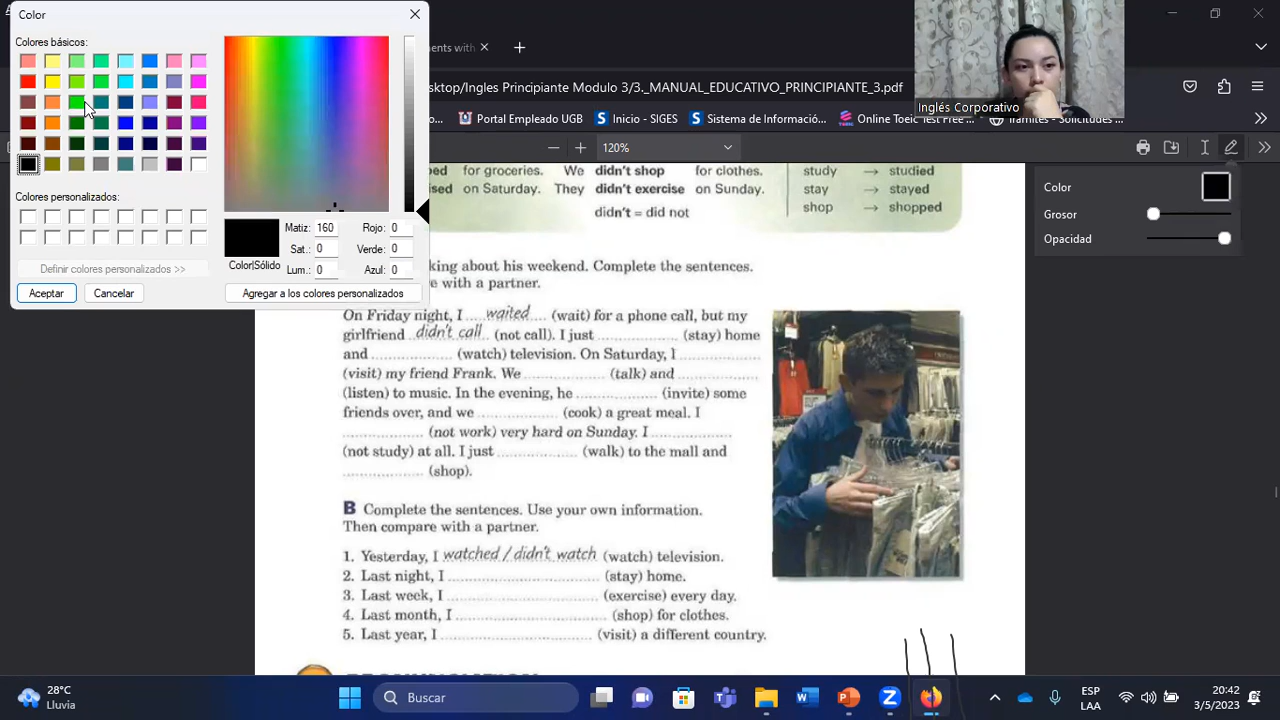 Color
Colores básicos:
Colores personalizados:
Definir colores personalizados >>
Aceptar
Cancelar
Color|Sólido
Matiz: 160
Sat.: 0
Lum.: 0
Rojo: 0
Verde: 0
Azul: 0
Agregar a los colores personalizados
ments with
sktop/Ingles Principiante Modulo 3/3_MANUAL_EDUCATIVO_PRINCIPIANTE_3.pdf
Inglés Corporativo
Portal Empleado UGB
Inicio - SIGES
Sistema de Informació…
Online Toeic Test Free…
Trámites - Solicitudes
120%
Color
Grosor
Opacidad
for groceries. We didn't shop for clothes.
on Saturday. They didn't exercise on Sunday.
didn't = did not
study → studied
stay → stayed
shop → shopped
king about his weekend. Complete the sentences.
e with a partner.
On Friday night, I waited (wait) for a phone call, but my
girlfriend didn't call (not call). I just (stay) home
and (watch) television. On Saturday, I
(visit) my friend Frank. We (talk) and
(listen) to music. In the evening, he (invite) some
friends over, and we (cook) a great meal. I
(not work) very hard on Sunday. I
(not study) at all. I just (walk) to the mall and
(shop).
B Complete the sentences. Use your own information.
Then compare with a partner.
1. Yesterday, I watched / didn't watch (watch) television.
2. Last night, I (stay) home.
3. Last week, I (exercise) every day.
4. Last month, I (shop) for clothes.
5. Last year, I (visit) a different country.
28°C
Lluvia
Buscar
ESP
LAA
20:42
3/5/2023